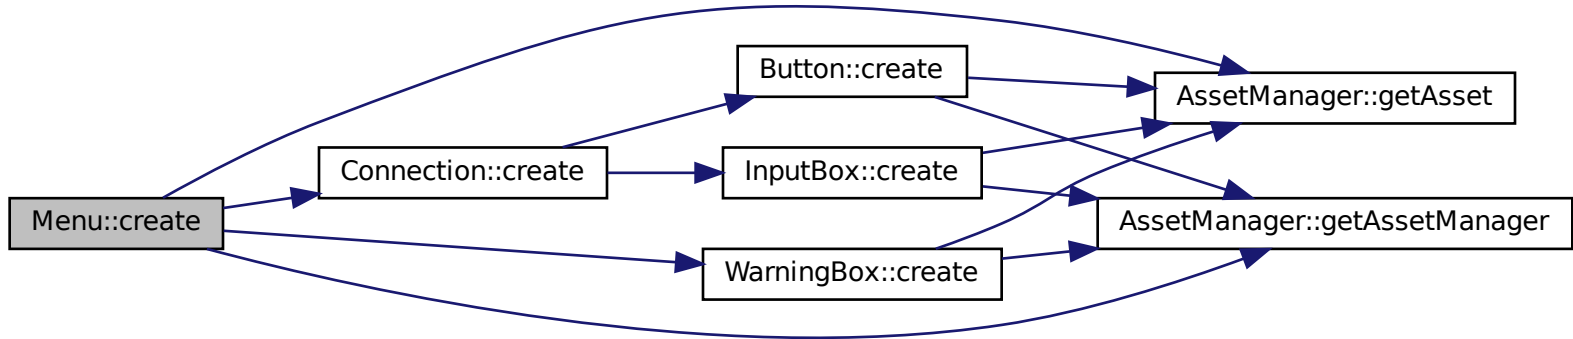 Menu::create
Connection::create
Button::create
InputBox::create
WarningBox::create
AssetManager::getAsset
AssetManager::getAssetManager